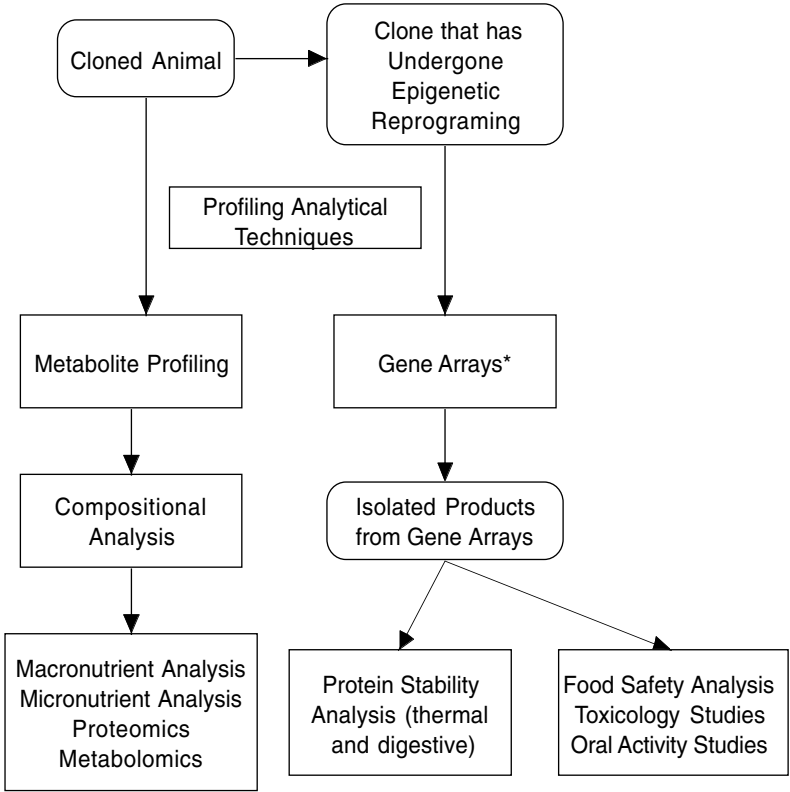 Cloned Animal
Clone that has
Undergone
Epigenetic
Reprograming
Profiling Analytical
Techniques
Metabolite Profiling
Gene Arrays*
Compositional
Analysis
Isolated Products
from Gene Arrays
Macronutrient Analysis
Micronutrient Analysis
Proteomics
Metabolomics
Protein Stability
Analysis (thermal
and digestive)
Food Safety Analysis
Toxicology Studies
Oral Activity Studies